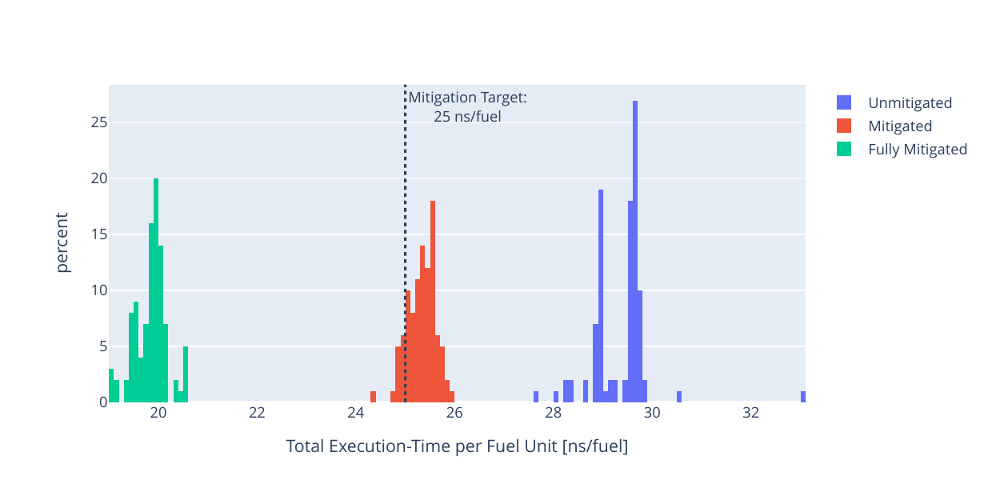 Mitigation Target:
25 ns/fuel
Unmitigated
Mitigated
Fully Mitigated
percent
25
20
15
10
5
0
20
22
24
26
28
30
32
Total Execution-Time per Fuel Unit [ns/fuel]